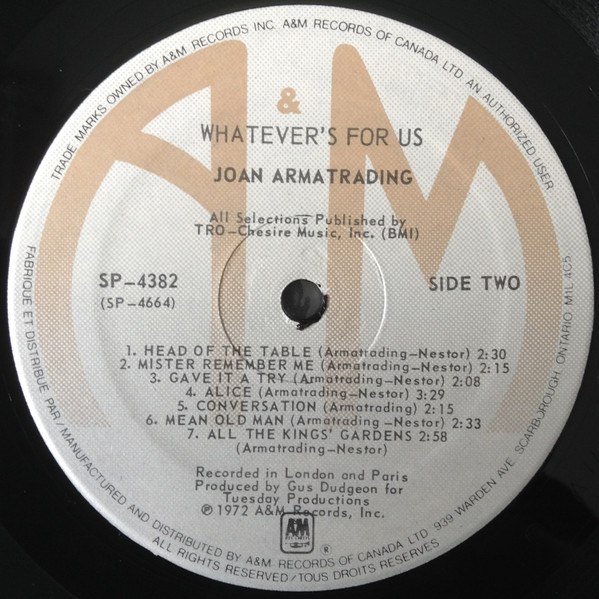 TRADE MARKS OWNED BY A&M RECORDS INC. A&M RECORDS OF CANADA LTD AN AUTHORIZED USER
&
WHATEVER'S FOR US
JOAN ARMATRADING
All Selections Published by
TRO–Chesire Music, Inc. (BMI)
SP–4382
(SP–4664)
SIDE TWO
1. HEAD OF THE TABLE (Armatrading–Nestor) 2:30
2. MISTER REMEMBER ME (Armatrading–Nestor) 2:15
3. GAVE IT A TRY (Armatrading–Nestor) 2:08
4. ALICE (Armatrading–Nestor) 3:29
5. CONVERSATION (Armatrading) 2:15
6. MEAN OLD MAN (Armatrading–Nestor) 2:33
7. ALL THE KINGS' GARDENS 2:58
(Armatrading–Nestor)
Recorded in London and Paris
Produced by Gus Dudgeon for
Tuesday Productions
℗ 1972 A&M Records, Inc.
A&M
RECORDS
®
FABRIQUE ET DISTRIBUE PAR / MANUFACTURED AND DISTRIBUTED BY A&M RECORDS OF CANADA LTD. 939 WARDEN AVE. SCARBOROUGH, ONTARIO M1L 4C5
ALL RIGHTS RESERVED / TOUS DROITS RESERVES